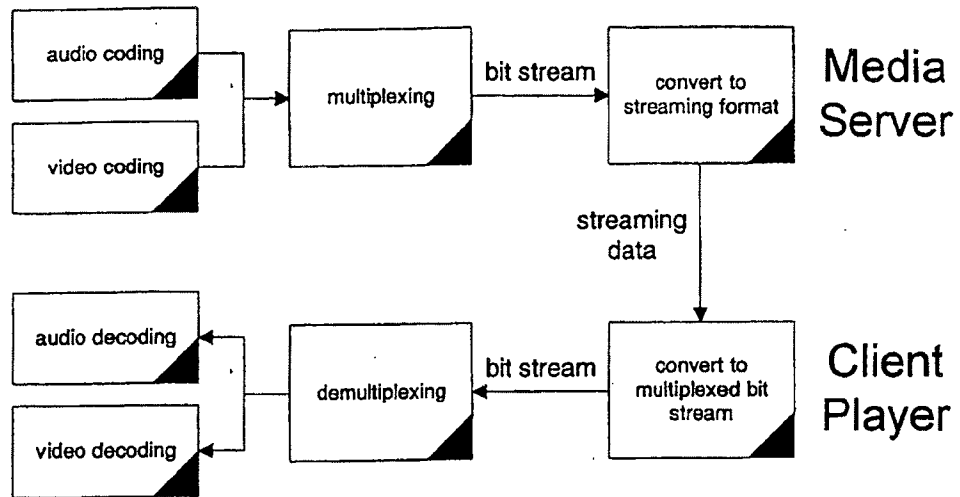 audio coding
video coding
multiplexing
bit stream
convert to
streaming format
Media
Server
streaming
data
audio decoding
video decoding
demultiplexing
bit stream
convert to
multiplexed bit
stream
Client
Player